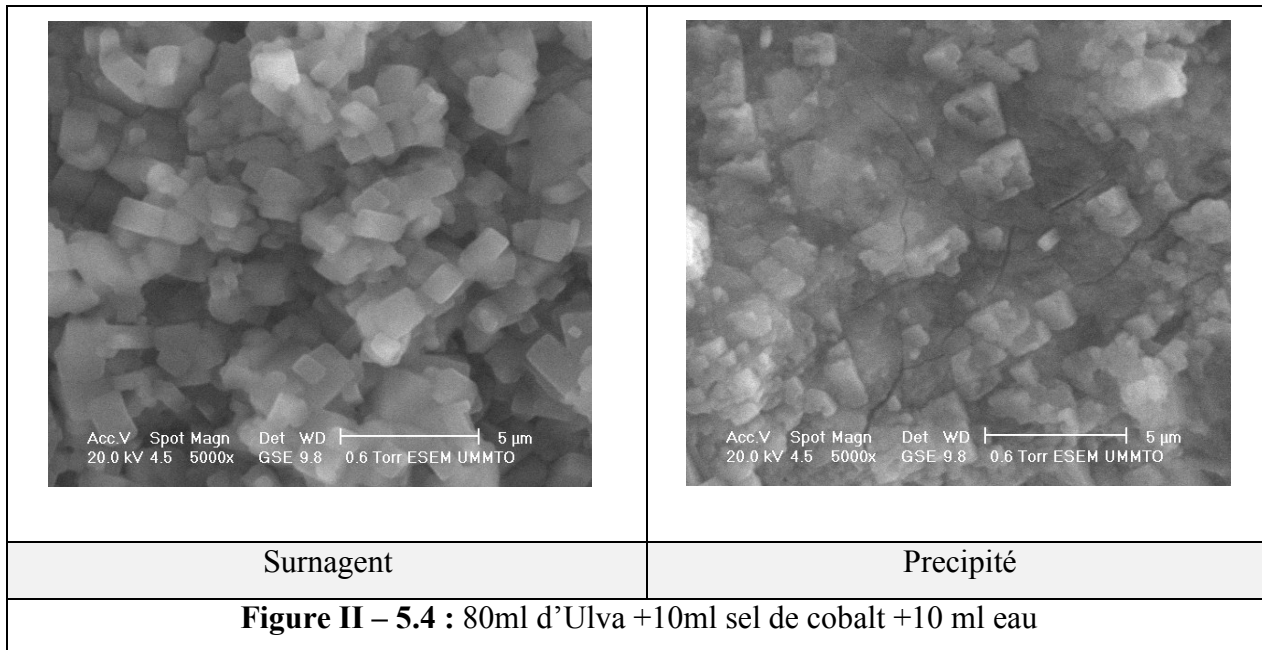 Acc.V Spot Magn Det WD 5 µm
20.0 kV 4.5 5000x GSE 9.8 0.6 Torr ESEM UMMTO
Acc.V Spot Magn Det WD 5 µm
20.0 kV 4.5 5000x GSE 9.8 0.6 Torr ESEM UMMTO
Surnagent
Precipité
Figure II – 5.4 : 80ml d’Ulva +10ml sel de cobalt +10 ml eau